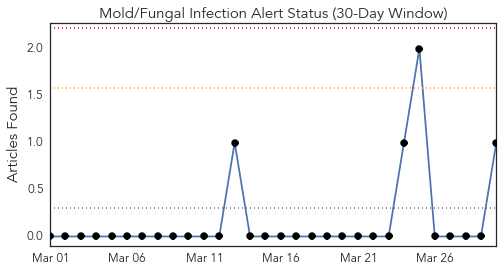 Mold/Fungal Infection Alert Status (30-Day Window)
Articles Found
2.0
1.5
1.0
0.5
0.0
Mar 01 Mar 06 Mar 11 Mar 16 Mar 21 Mar 26